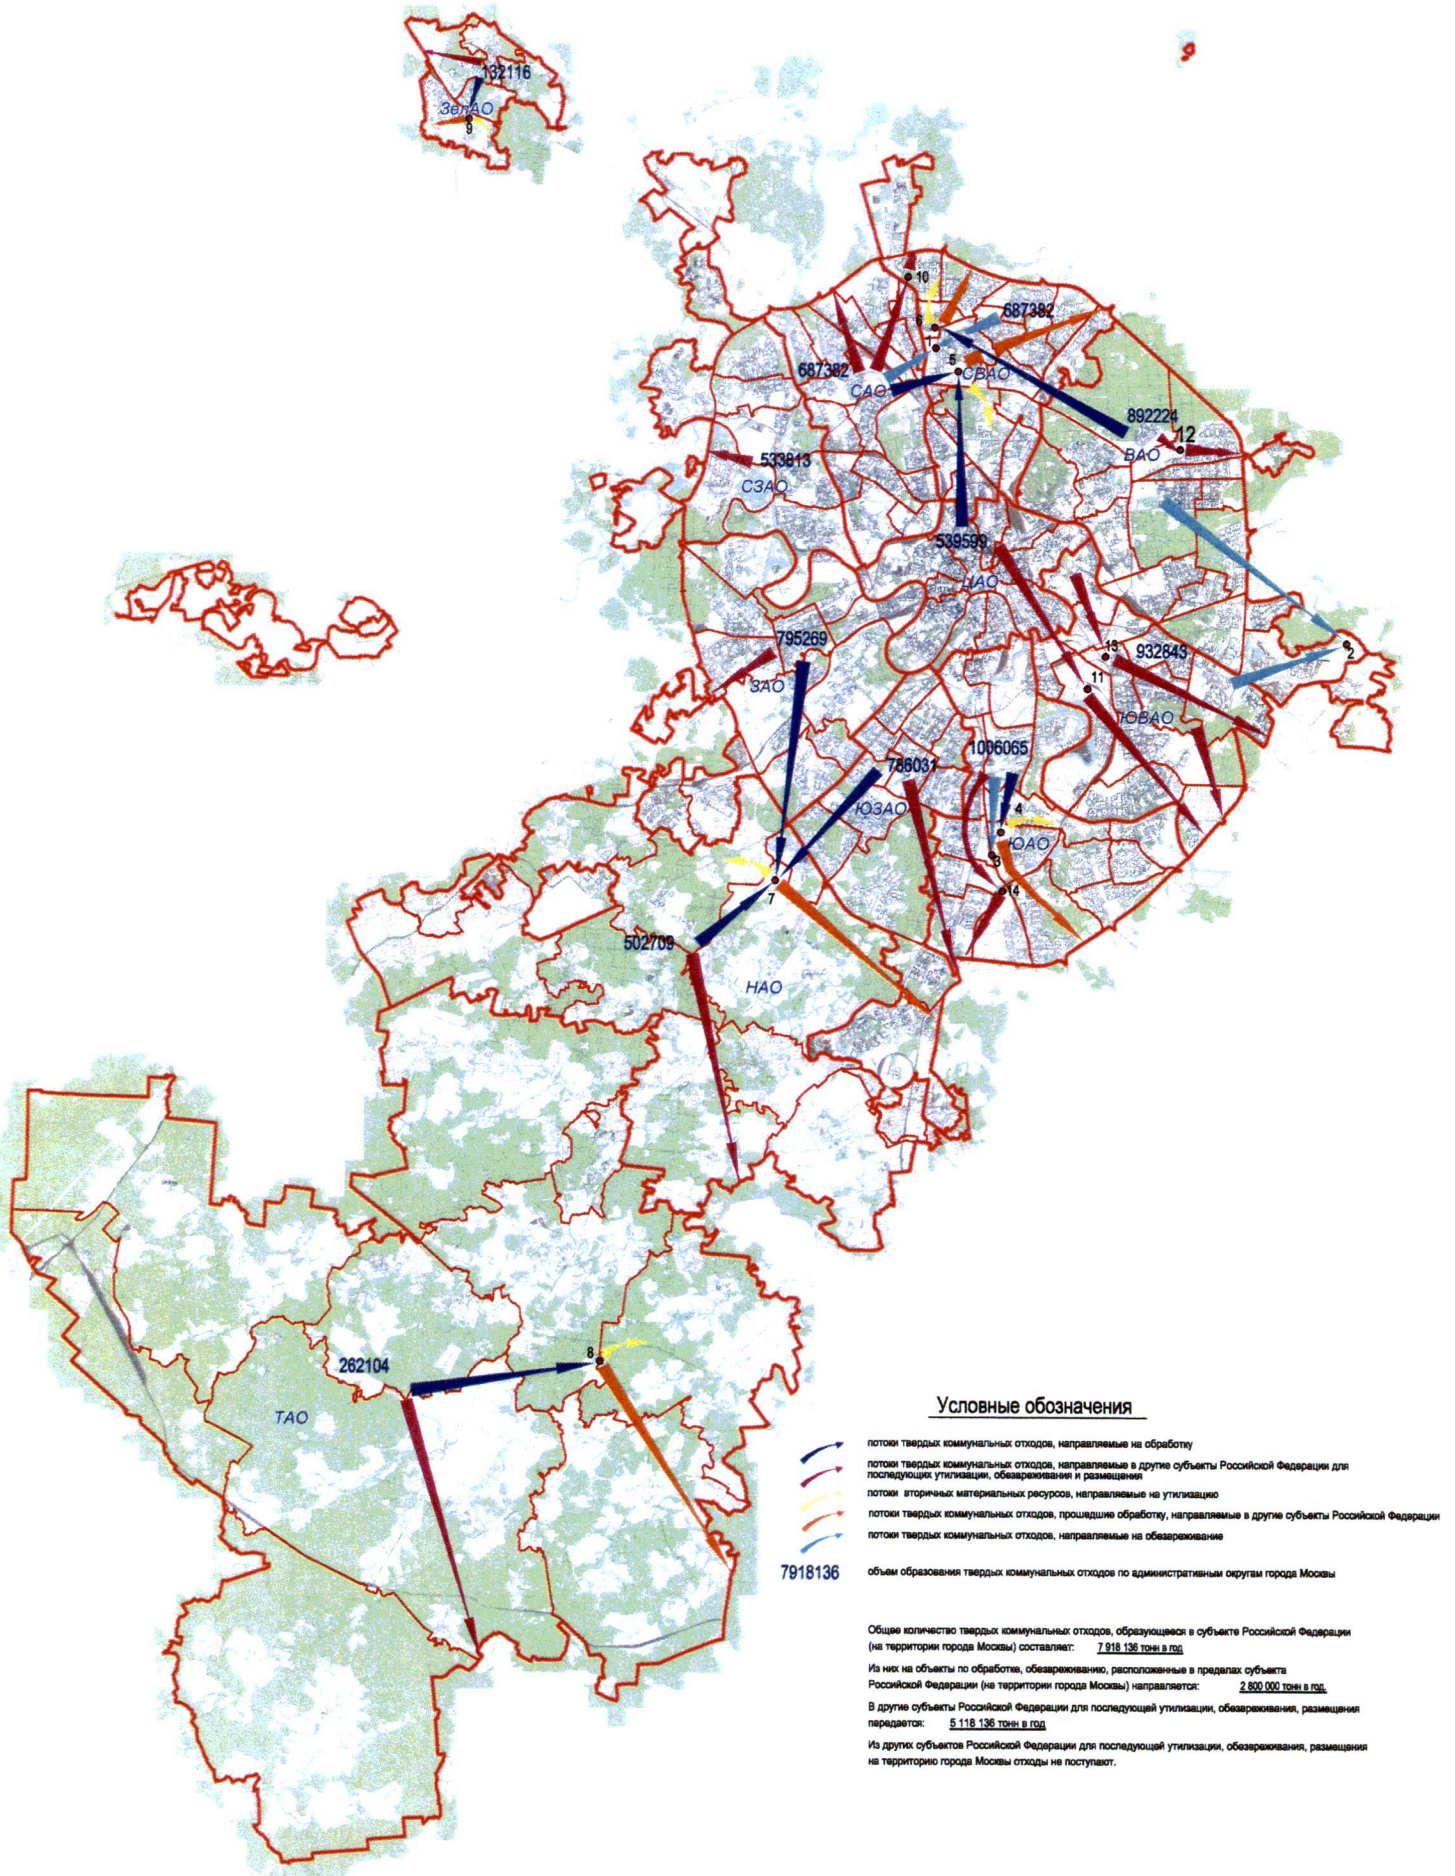 132116
ЗелАО
9
10
6
687382
1
5
687382
СВАО
САО
892224
12
ВАО
533813
СЗАО
539599
ЦАО
795269
13
932843
2
ЗАО
11
ЮВАО
1006065
786031
ЮЗАО
4
ЮАО
3
7
14
502709
НАО
8
262104
ТАО
Условные обозначения
потоки твердых коммунальных отходов, направляемые на обработку
потоки твердых коммунальных отходов, направляемые в другие субъекты Российской Федерации для
последующих утилизации, обезвреживания и размещения
потоки вторичных материальных ресурсов, направляемые на утилизацию
потоки твердых коммунальных отходов, прошедшие обработку, направляемые в другие субъекты Российской Федерации
потоки твердых коммунальных отходов, направляемые на обезвреживание
7918136 объем образования твердых коммунальных отходов по административным округам города Москвы
Общее количество твердых коммунальных отходов, образующееся в субъекте Российской Федерации
(на территории города Москвы) составляет: 7 918 136 тонн в год
Из них на объекты по обработке, обезвреживанию, расположенные в пределах субъекта
Российской Федерации (на территории города Москвы) направляется: 2 800 000 тонн в год.
В другие субъекты Российской Федерации для последующей утилизации, обезвреживания, размещения
передается: 5 118 136 тонн в год
Из других субъектов Российской Федерации для последующей утилизации, обезвреживания, размещения
на территорию города Москвы отходы не поступают.